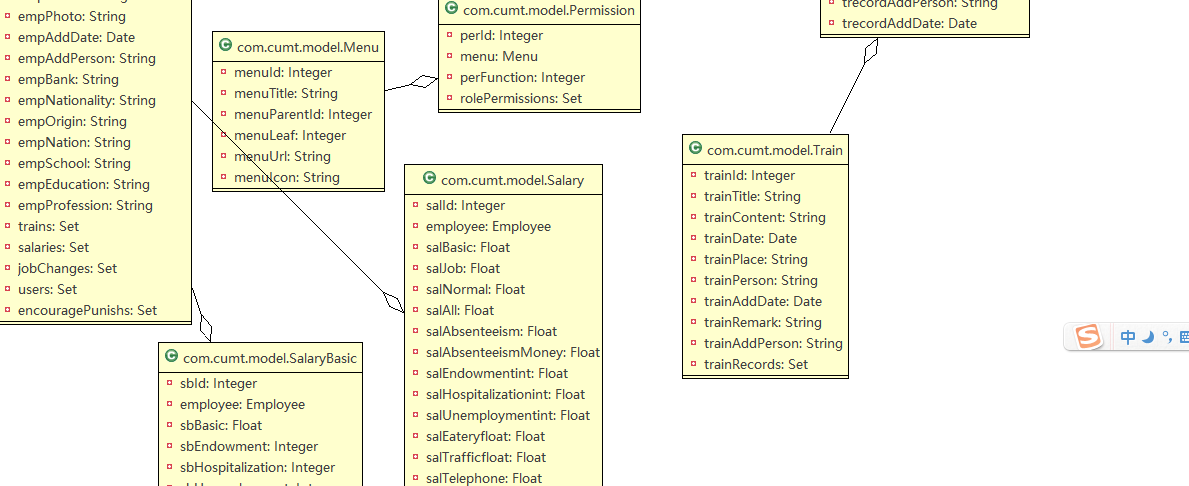 empPhoto: String
empAddDate: Date
empAddPerson: String
empBank: String
empNationality: String
empOrigin: String
empNation: String
empSchool: String
empEducation: String
empProfession: String
trains: Set
salaries: Set
jobChanges: Set
users: Set
encouragePunishs: Set
com.cumt.model.Menu
menuId: Integer
menuTitle: String
menuParentId: Integer
menuLeaf: Integer
menuUrl: String
menuIcon: String
com.cumt.model.Permission
perId: Integer
menu: Menu
perFunction: Integer
rolePermissions: Set
trecordAddPerson: String
trecordAddDate: Date
com.cumt.model.Salary
salId: Integer
employee: Employee
salBasic: Float
salJob: Float
salNormal: Float
salAll: Float
salAbsenteeism: Float
salAbsenteeismMoney: Float
salEndowmentint: Float
salHospitalizationint: Float
salUnemploymentint: Float
salEateryfloat: Float
salTrafficfloat: Float
salTelephone: Float
com.cumt.model.Train
trainId: Integer
trainTitle: String
trainContent: String
trainDate: Date
trainPlace: String
trainPerson: String
trainAddDate: Date
trainRemark: String
trainAddPerson: String
trainRecords: Set
com.cumt.model.SalaryBasic
sbId: Integer
employee: Employee
sbBasic: Float
sbEndowment: Integer
sbHospitalization: Integer
S 中 °,